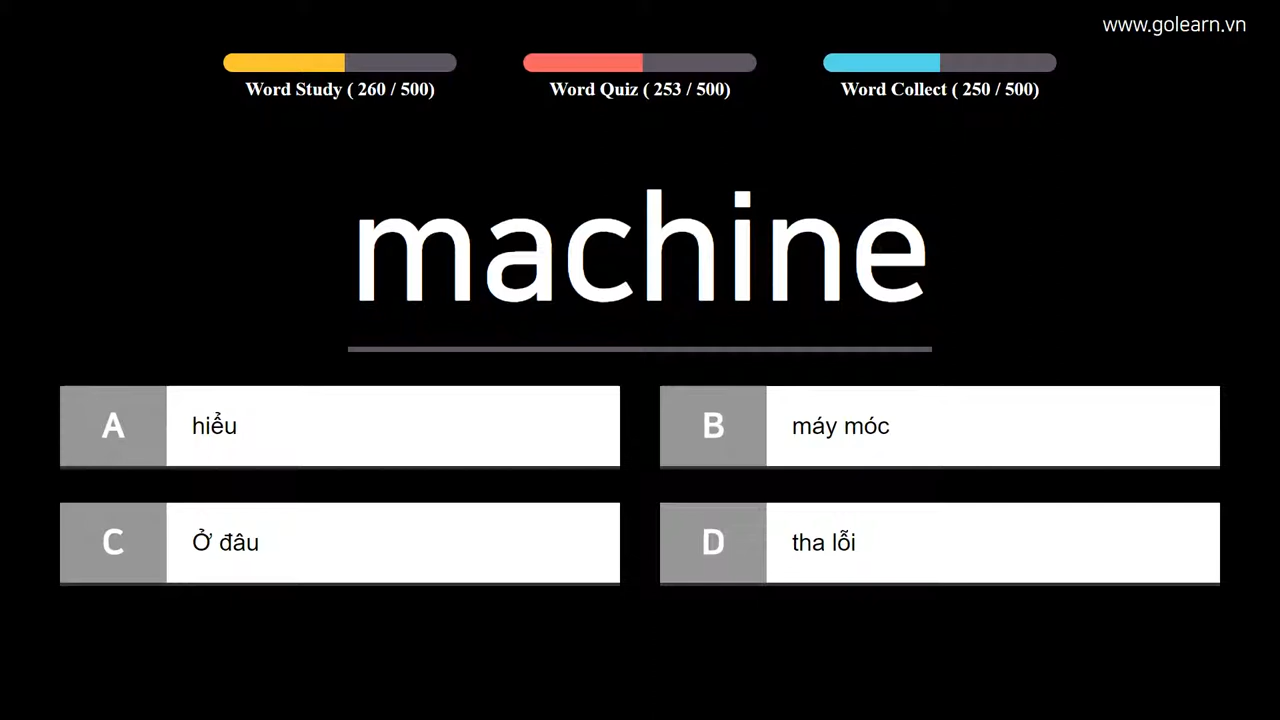 www.golearn.vn
Word Study ( 260 / 500)
Word Quiz ( 253 / 500)
Word Collect ( 250 / 500)
machine
A hiểu
B máy móc
C Ở đâu
D tha lỗi